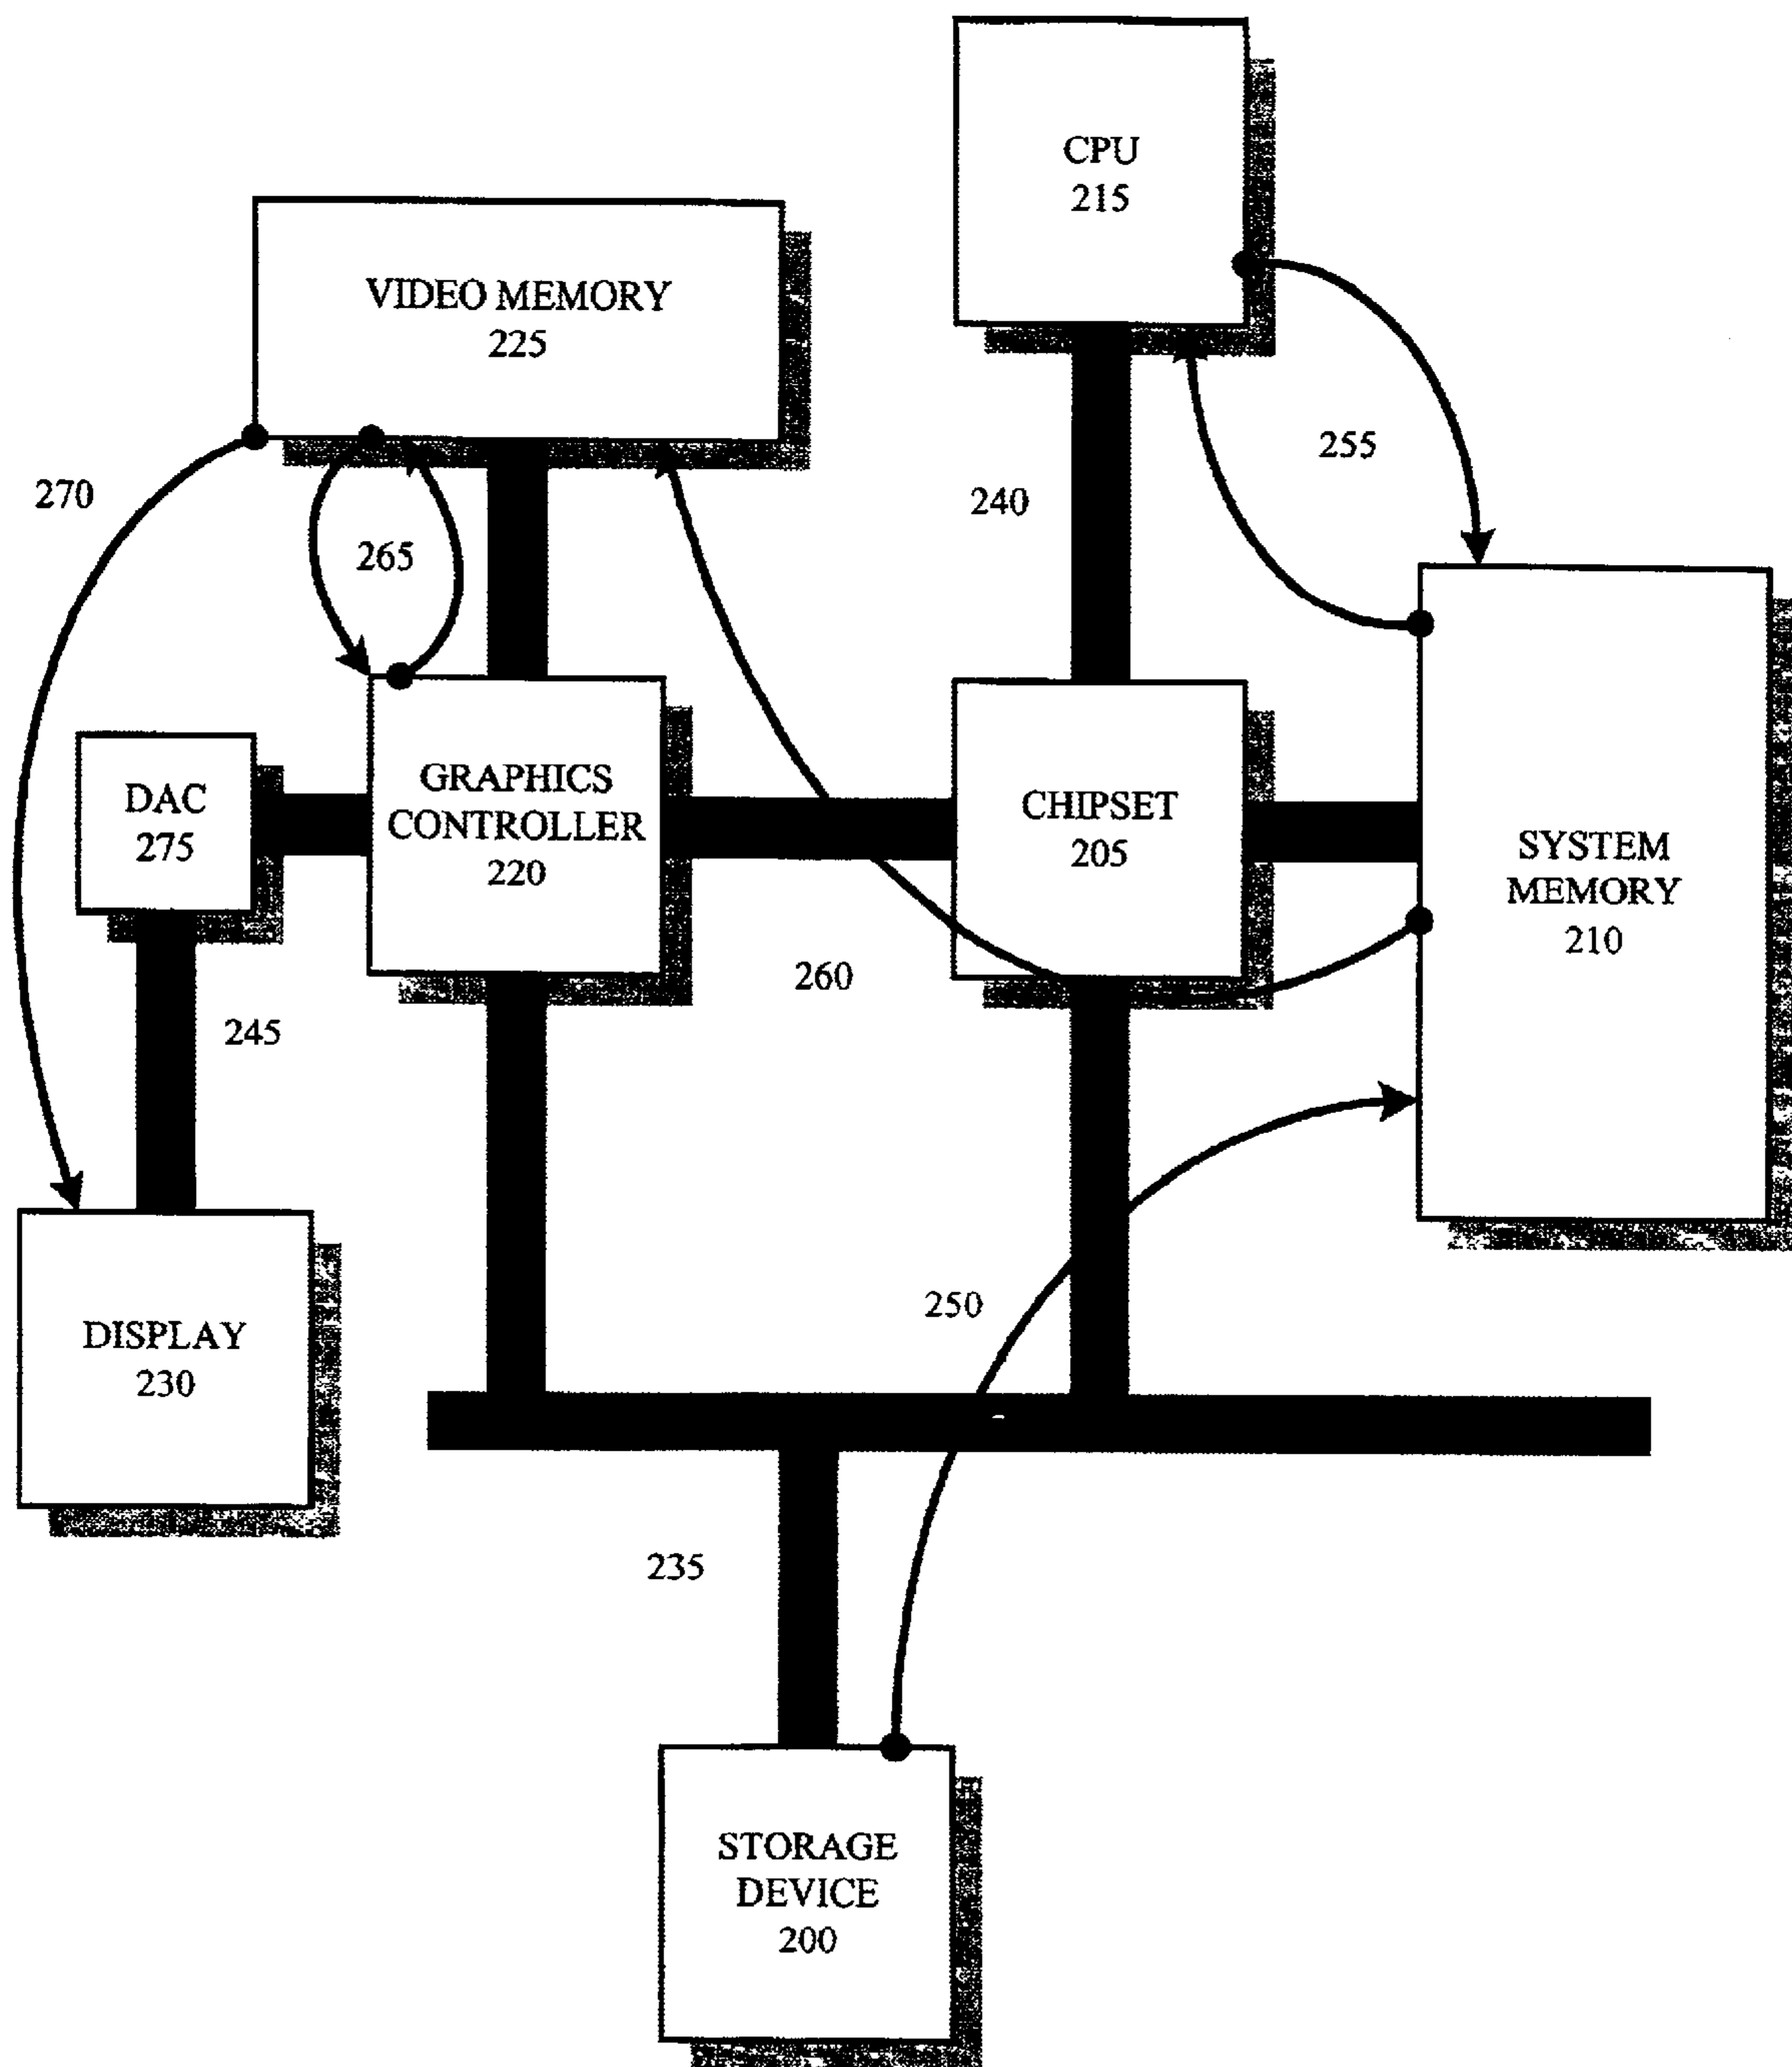 CPU
215
VIDEO MEMORY
225
255
270
240
265
GRAPHICS
CONTROLLER
220
DAC
275
CHIPSET
205
SYSTEM
MEMORY
210
260
245
250
DISPLAY
230
235
STORAGE
DEVICE
200